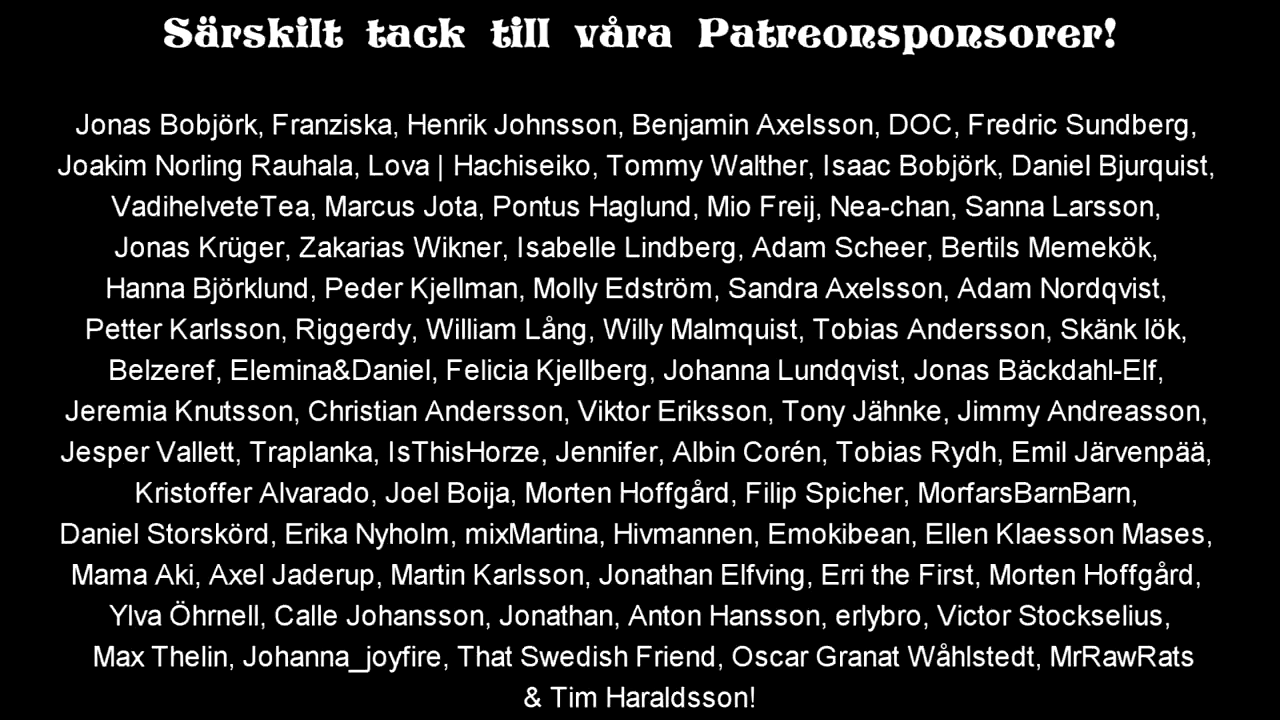 Särskilt tack till våra Patreonsponsorer!
Jonas Bobjörk, Franziska, Henrik Johnsson, Benjamin Axelsson, DOC, Fredric Sundberg,
Joakim Norling Rauhala, Lova | Hachiseiko, Tommy Walther, Isaac Bobjörk, Daniel Bjurquist,
VadihelveteTea, Marcus Jota, Pontus Haglund, Mio Freij, Nea-chan, Sanna Larsson,
Jonas Krüger, Zakarias Wikner, Isabelle Lindberg, Adam Scheer, Bertils Memekök,
Hanna Björklund, Peder Kjellman, Molly Edström, Sandra Axelsson, Adam Nordqvist,
Petter Karlsson, Riggerdy, William Lång, Willy Malmquist, Tobias Andersson, Skänk lök,
Belzeref, Elemina&Daniel, Felicia Kjellberg, Johanna Lundqvist, Jonas Bäckdahl-Elf,
Jeremia Knutsson, Christian Andersson, Viktor Eriksson, Tony Jähnke, Jimmy Andreasson,
Jesper Vallett, Traplanka, IsThisHorze, Jennifer, Albin Corén, Tobias Rydh, Emil Järvenpää,
Kristoffer Alvarado, Joel Boija, Morten Hoffgård, Filip Spicher, MorfarsBarnBarn,
Daniel Storskörd, Erika Nyholm, mixMartina, Hivmannen, Emokibean, Ellen Klaesson Mases,
Mama Aki, Axel Jaderup, Martin Karlsson, Jonathan Elfving, Erri the First, Morten Hoffgård,
Ylva Öhrnell, Calle Johansson, Jonathan, Anton Hansson, erlybro, Victor Stockselius,
Max Thelin, Johanna_joyfire, That Swedish Friend, Oscar Granat Wåhlstedt, MrRawRats
& Tim Haraldsson!